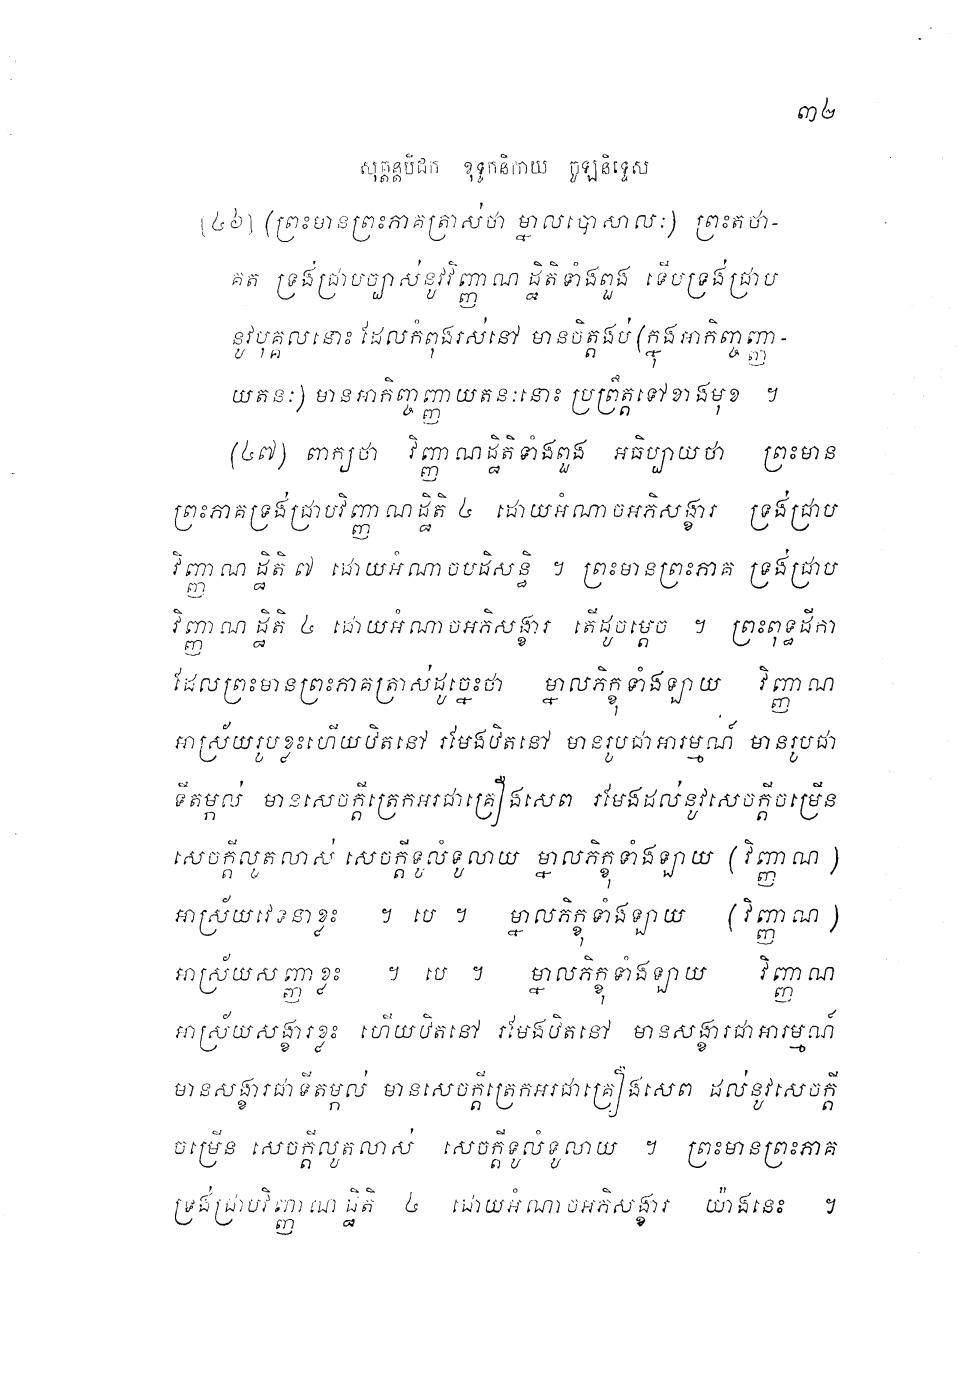 ៣២
សុត្តន្តបិដក ខុទ្ទកនិកាយ ចូឡនិទ្ទេស
[៤៦] (ព្រះមានព្រះភាគត្រាស់ថា ម្នាលបោសាលៈ) ព្រះតថា-
គត ទ្រង់ជ្រាបច្បាស់នូវវិញ្ញាណដ្ឋិតិទាំងពួង ទើបទ្រង់ជ្រាប
នូវបុគ្គលនោះ ដែលកំពុងរស់នៅ មានចិត្តងប់ (ក្នុងអាកិញ្ចញ្ញា-
យតនៈ) មានអាកិញ្ចញ្ញាយតនៈនោះ ប្រព្រឹត្តទៅខាងមុខ ។
(៤៧) ពាក្យថា វិញ្ញាណដ្ឋិតិទាំងពួង អធិប្បាយថា ព្រះមាន
ព្រះភាគទ្រង់ជ្រាបវិញ្ញាណដ្ឋិតិ ៤ ដោយអំណាចអភិសង្ខារ ទ្រង់ជ្រាប
វិញ្ញាណដ្ឋិតិ ៧ ដោយអំណាចបដិសន្ធិ ។ ព្រះមានព្រះភាគ ទ្រង់ជ្រាប
វិញ្ញាណដ្ឋិតិ ៤ ដោយអំណាចអភិសង្ខារ តើដូចម្តេច ។ ព្រះពុទ្ធដីកា
ដែលព្រះមានព្រះភាគត្រាស់ដូច្នេះថា ម្នាលភិក្ខុទាំងឡាយ វិញ្ញាណ
អាស្រ័យរូបខ្លះហើយឋិតនៅ រមែងឋិតនៅ មានរូបជាអារម្មណ៍ មានរូបជា
ទីតម្កល់ មានសេចក្តីត្រេកអរជាគ្រឿងសេព រមែងដល់នូវសេចក្តីចម្រើន
សេចក្តីលូតលាស់ សេចក្តីទូលំទូលាយ ម្នាលភិក្ខុទាំងឡាយ (វិញ្ញាណ)
អាស្រ័យវេទនាខ្លះ ។ បេ ។ ម្នាលភិក្ខុទាំងឡាយ (វិញ្ញាណ)
អាស្រ័យសញ្ញាខ្លះ ។ បេ ។ ម្នាលភិក្ខុទាំងឡាយ វិញ្ញាណ
អាស្រ័យសង្ខារខ្លះ ហើយឋិតនៅ រមែងឋិតនៅ មានសង្ខារជាអារម្មណ៍
មានសង្ខារជាទីតម្កល់ មានសេចក្តីត្រេកអរជាគ្រឿងសេព ដល់នូវសេចក្តី
ចម្រើន សេចក្តីលូតលាស់ សេចក្តីទូលំទូលាយ ។ ព្រះមានព្រះភាគ
ទ្រង់ជ្រាបវិញ្ញាណដ្ឋិតិ ៤ ដោយអំណាចអភិសង្ខារ យ៉ាងនេះ ។